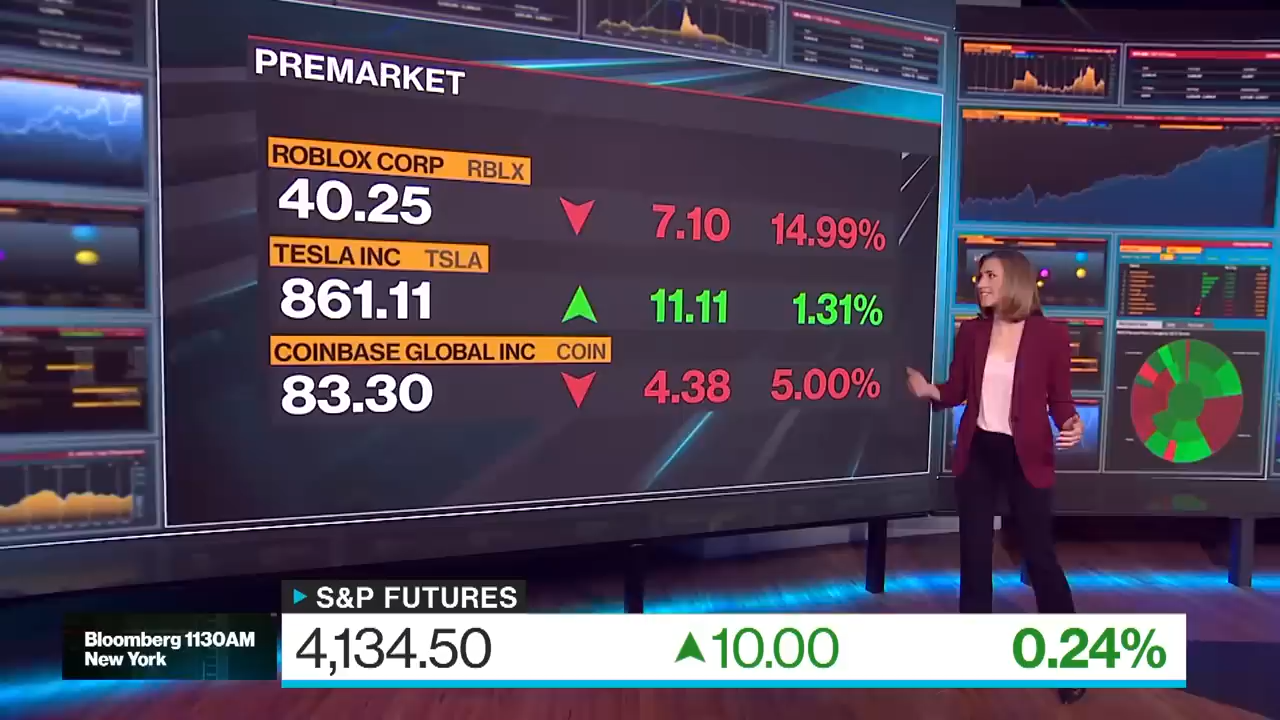 PREMARKET
ROBLOX CORP RBLX
40.25 7.10 14.99%
TESLA INC TSLA
861.11 11.11 1.31%
COINBASE GLOBAL INC COIN
83.30 4.38 5.00%
S&P FUTURES
Bloomberg 1130AM
New York
4,134.50 10.00 0.24%